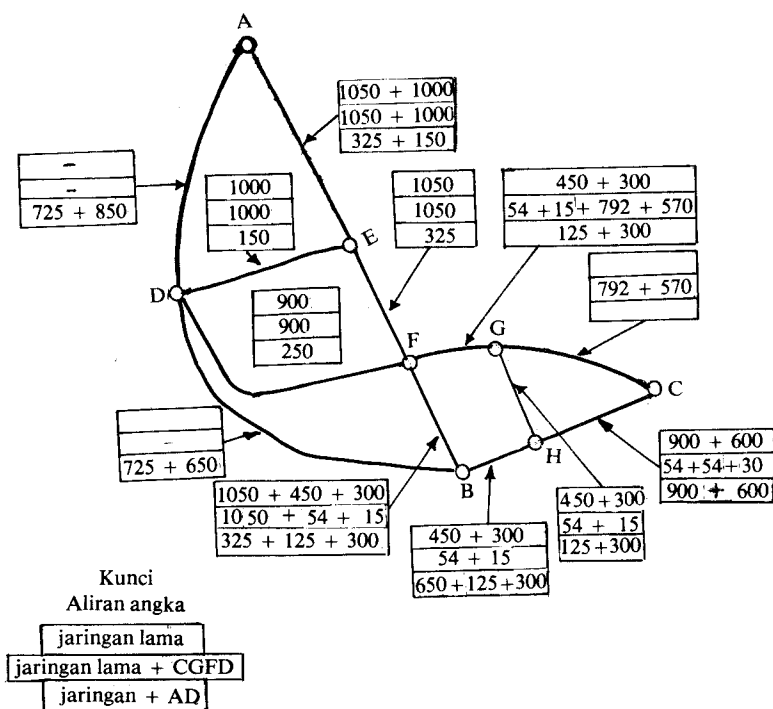 A
1050 + 1000
1050 + 1000
325 + 150
-
-
725 + 850
1000
1000
150
1050
1050
325
450 + 300
54 + 15 + 792 + 570
125 + 300
E
792 + 570
D
900
900
250
F
G
C
-
725 + 650
B
H
900 + 600
54+54+30
900 + 600
1050 + 450 + 300
1050 + 54 + 15
325 + 125 + 300
450 + 300
54 + 15
650+125+300
450+300
54 + 15
125+300
Kunci
Aliran angka
jaringan lama
jaringan lama + CGFD
jaringan + AD